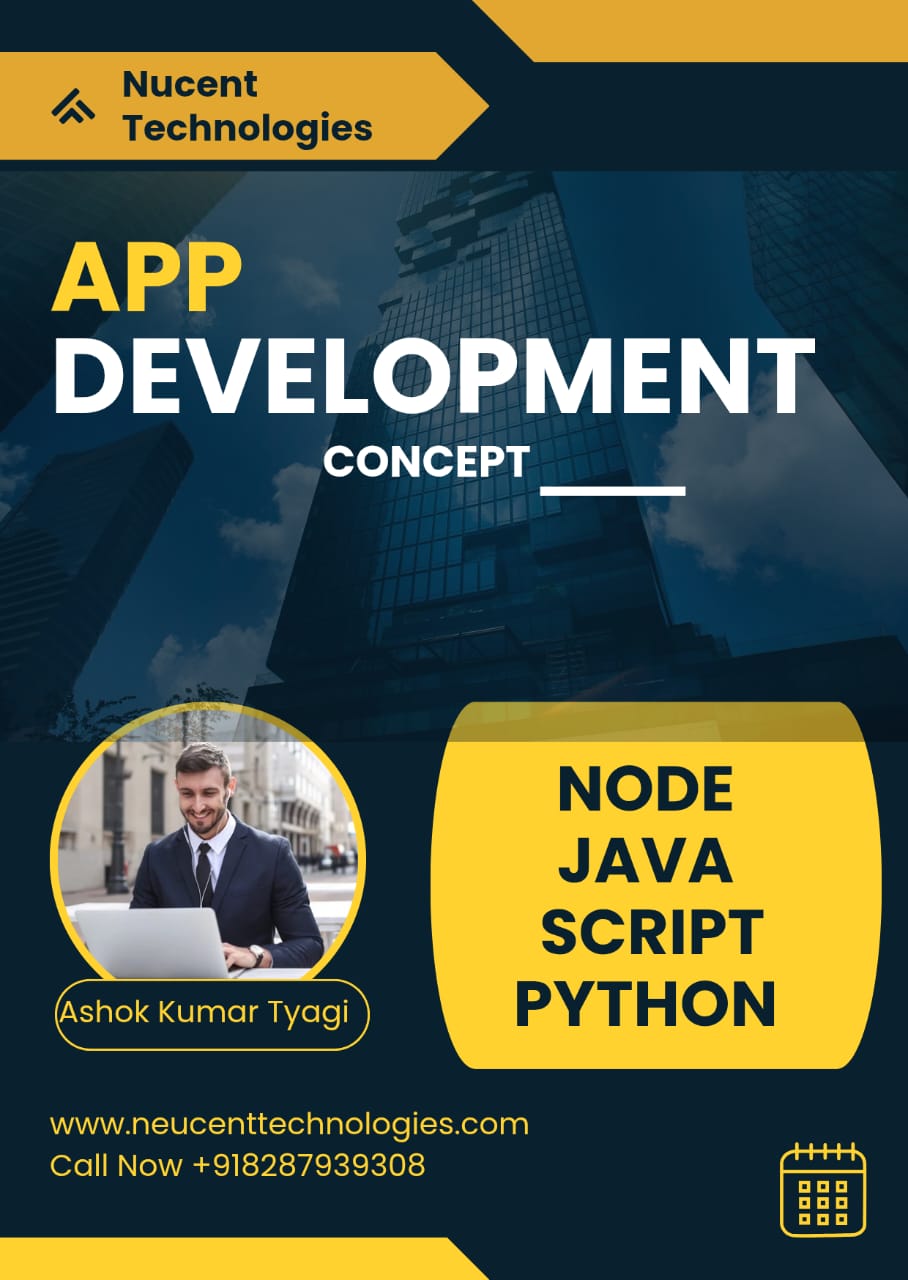 Nucent
Technologies
APP
DEVELOPMENT
CONCEPT
NODE
JAVA
SCRIPT
PYTHON
Ashok Kumar Tyagi
www.neucenttechnologies.com
Call Now +918287939308